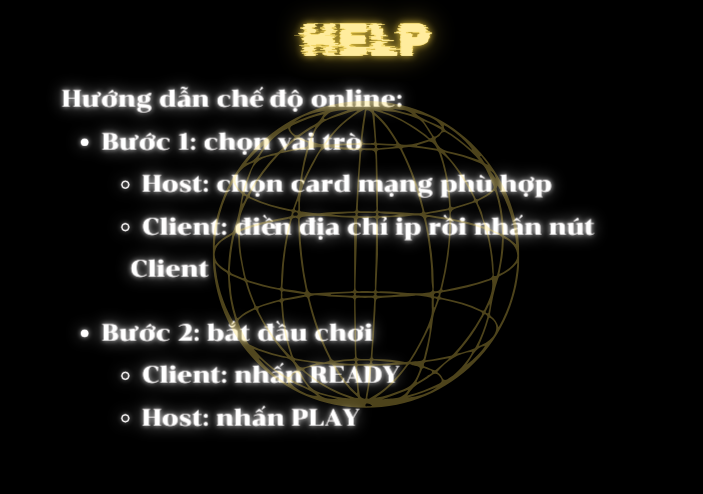 HELP
Hướng dẫn chế độ online:
Bước 1: chọn vai trò
Host: chọn card mạng phù hợp
Client: điền địa chỉ ip rồi nhấn nút
Client
Bước 2: bắt đầu chơi
Client: nhấn READY
Host: nhấn PLAY